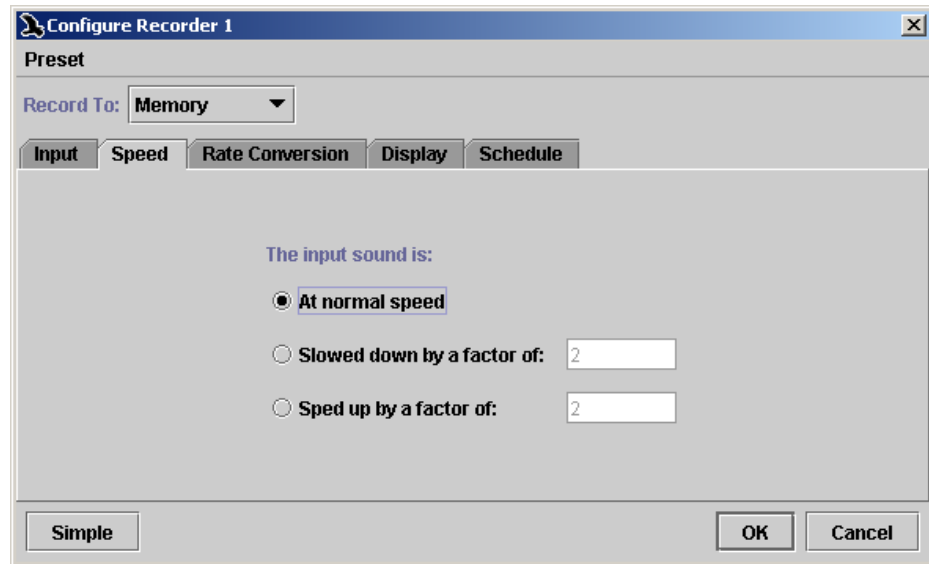 Configure Recorder 1
Preset
Record To: Memory
Input Speed Rate Conversion Display Schedule
The input sound is:
At normal speed
Slowed down by a factor of: 2
Sped up by a factor of: 2
Simple OK Cancel